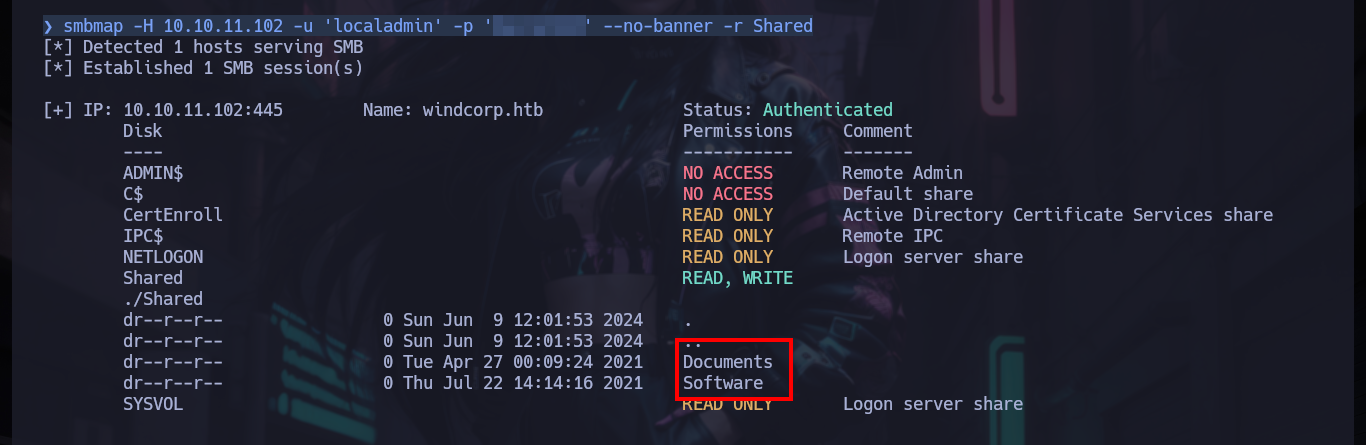 ❯ smbmap -H 10.10.11.102 -u 'localadmin' -p '' --no-banner -r Shared
[*] Detected 1 hosts serving SMB
[*] Established 1 SMB session(s)
[+] IP: 10.10.11.102:445 Name: windcorp.htb Status: Authenticated
Disk Permissions Comment
---- ----------- -------
ADMIN$ NO ACCESS Remote Admin
C$ NO ACCESS Default share
CertEnroll READ ONLY Active Directory Certificate Services share
IPC$ READ ONLY Remote IPC
NETLOGON READ ONLY Logon server share
Shared READ, WRITE
./Shared
dr--r--r-- 0 Sun Jun 9 12:01:53 2024 .
dr--r--r-- 0 Sun Jun 9 12:01:53 2024 ..
dr--r--r-- 0 Tue Apr 27 00:09:24 2021 Documents
dr--r--r-- 0 Thu Jul 22 14:14:16 2021 Software
SYSVOL READ ONLY Logon server share